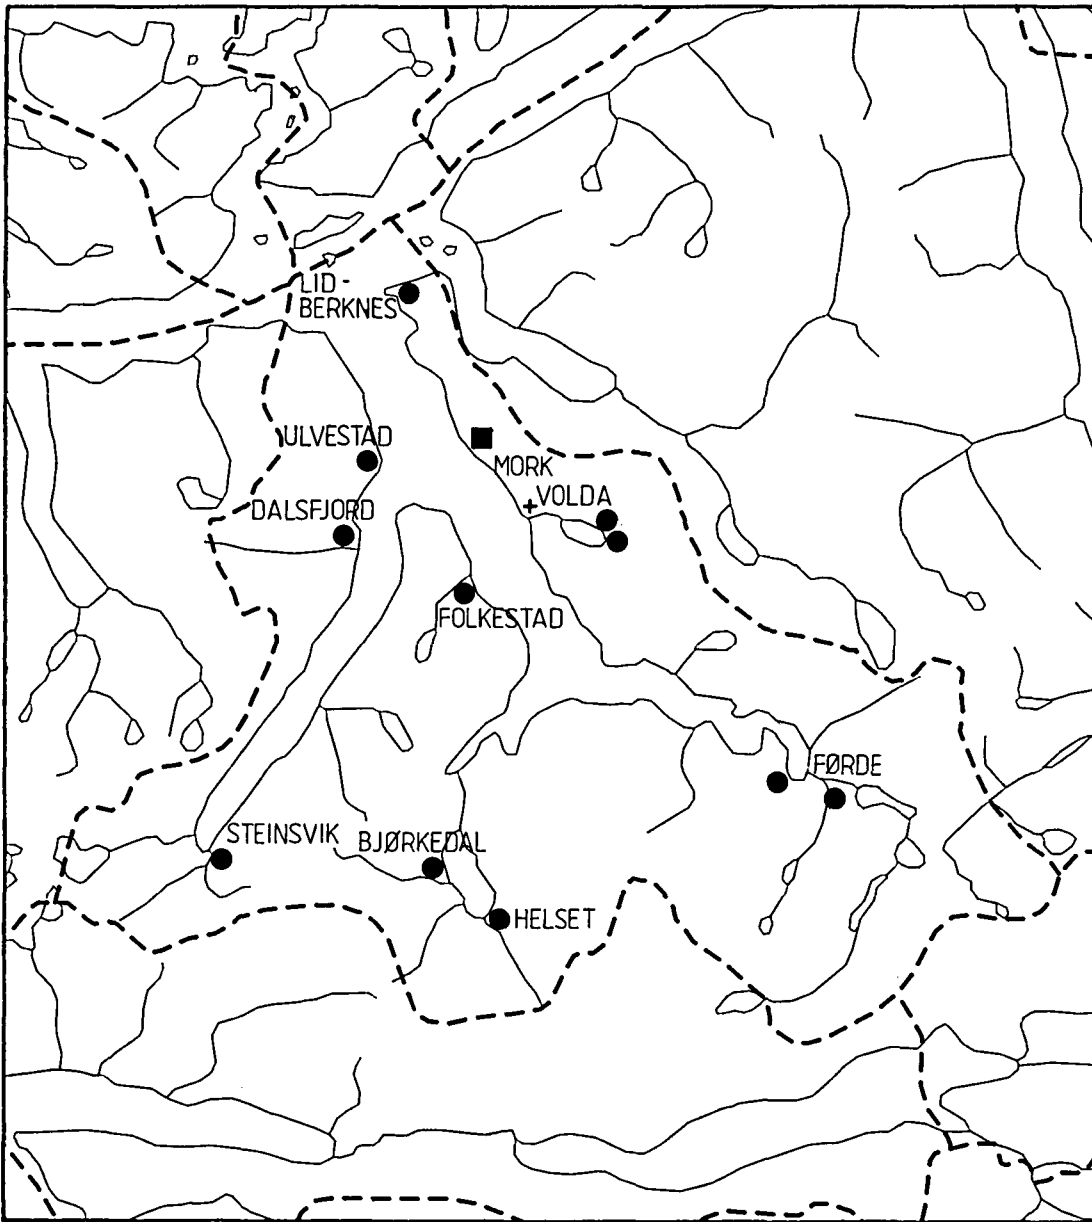 LID-
BERKNES
ULVESTAD
MORK
VOLDA
DALSFJORD
FOLKESTAD
FØRDE
STEINSVIK
BJØRKEDAL
HELSET